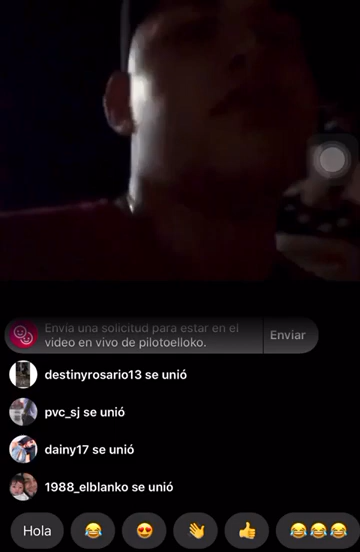 Envía una solicitud para estar en el
video en vivo de pilotoelloko.
Enviar
destinyrosario13 se unió
pvc_sj se unió
dainy17 se unió
1988_elblanko se unió
Hola